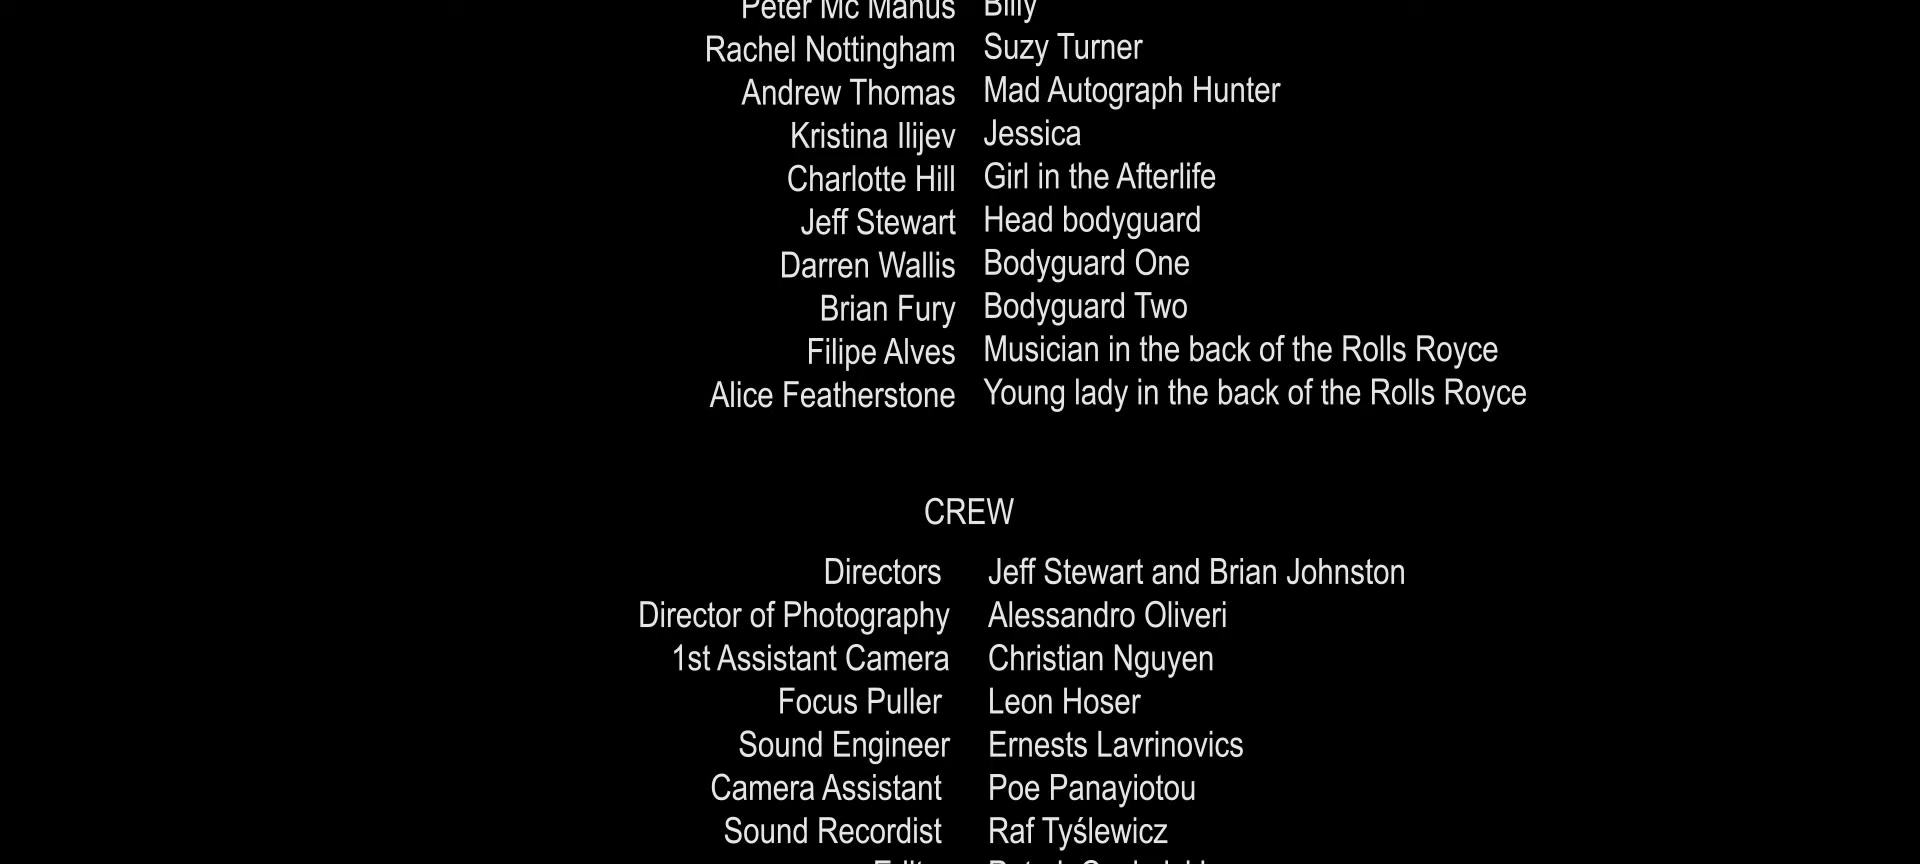 Peter Mc Manus Billy
Rachel Nottingham Suzy Turner
Andrew Thomas Mad Autograph Hunter
Kristina Ilijev Jessica
Charlotte Hill Girl in the Afterlife
Jeff Stewart Head bodyguard
Darren Wallis Bodyguard One
Brian Fury Bodyguard Two
Filipe Alves Musician in the back of the Rolls Royce
Alice Featherstone Young lady in the back of the Rolls Royce
CREW
Directors Jeff Stewart and Brian Johnston
Director of Photography Alessandro Oliveri
1st Assistant Camera Christian Nguyen
Focus Puller Leon Hoser
Sound Engineer Ernests Lavrinovics
Camera Assistant Poe Panayiotou
Sound Recordist Raf Tyślewicz